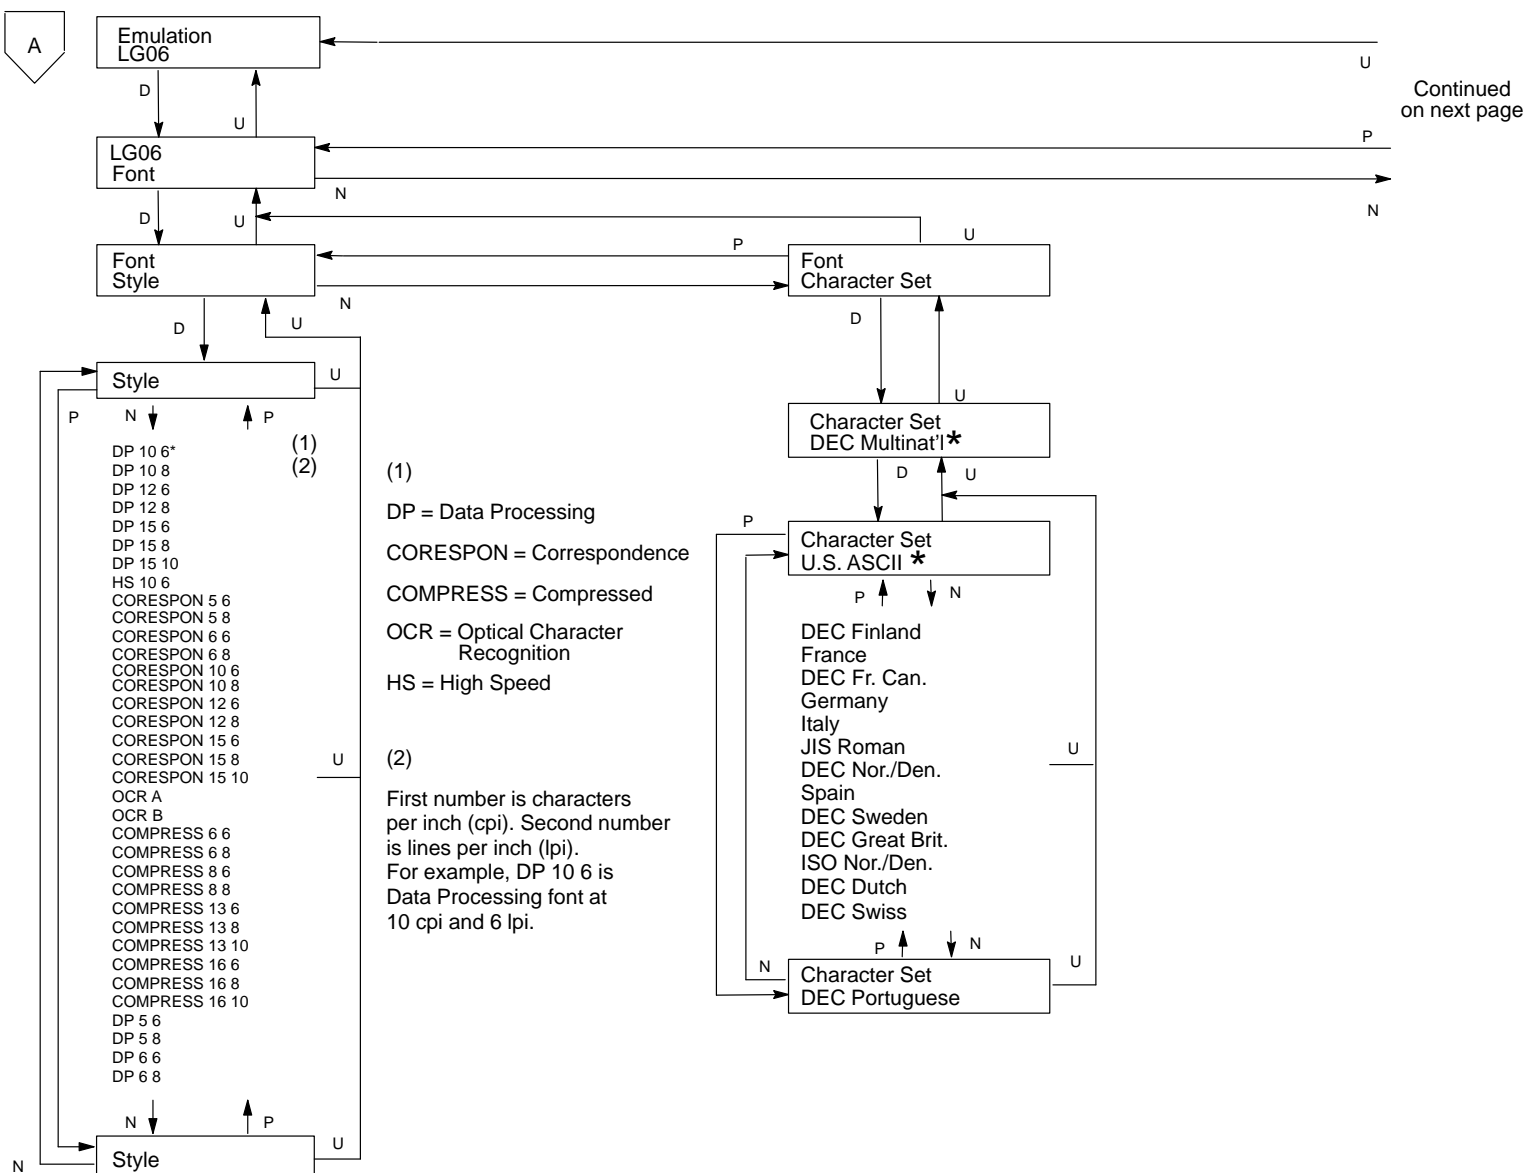 A
Emulation
LG06
U
Continued
on next page
D
U
P
LG06
Font
N
N
D
U
U
P
Font
Style
Font
Character Set
N
D
U
D
Style
U
U
P
N
P
Character Set
DEC Multinat'l*
(1)
(2)
D
U
DP 10 6*
DP 10 8
DP 12 6
DP 12 8
DP 15 6
DP 15 8
DP 15 10
HS 10 6
CORESPON 5 6
CORESPON 5 8
CORESPON 6 6
CORESPON 6 8
CORESPON 10 6
CORESPON 10 8
CORESPON 12 6
CORESPON 12 8
CORESPON 15 6
CORESPON 15 8
CORESPON 15 10
OCR A
OCR B
COMPRESS 6 6
COMPRESS 6 8
COMPRESS 8 6
COMPRESS 8 8
COMPRESS 13 6
COMPRESS 13 8
COMPRESS 13 10
COMPRESS 16 6
COMPRESS 16 8
COMPRESS 16 10
DP 5 6
DP 5 8
DP 6 6
DP 6 8
U
(1)
DP = Data Processing
CORESPON = Correspondence
COMPRESS = Compressed
OCR = Optical Character
Recognition
HS = High Speed
(2)
First number is characters
per inch (cpi). Second number
is lines per inch (lpi).
For example, DP 10 6 is
Data Processing font at
10 cpi and 6 lpi.
P
Character Set
U.S. ASCII *
P
N
DEC Finland
France
DEC Fr. Can.
Germany
Italy
JIS Roman
DEC Nor./Den.
Spain
DEC Sweden
DEC Great Brit.
ISO Nor./Den.
DEC Dutch
DEC Swiss
U
P
N
N
U
Character Set
DEC Portuguese
N
P
U
N
Style